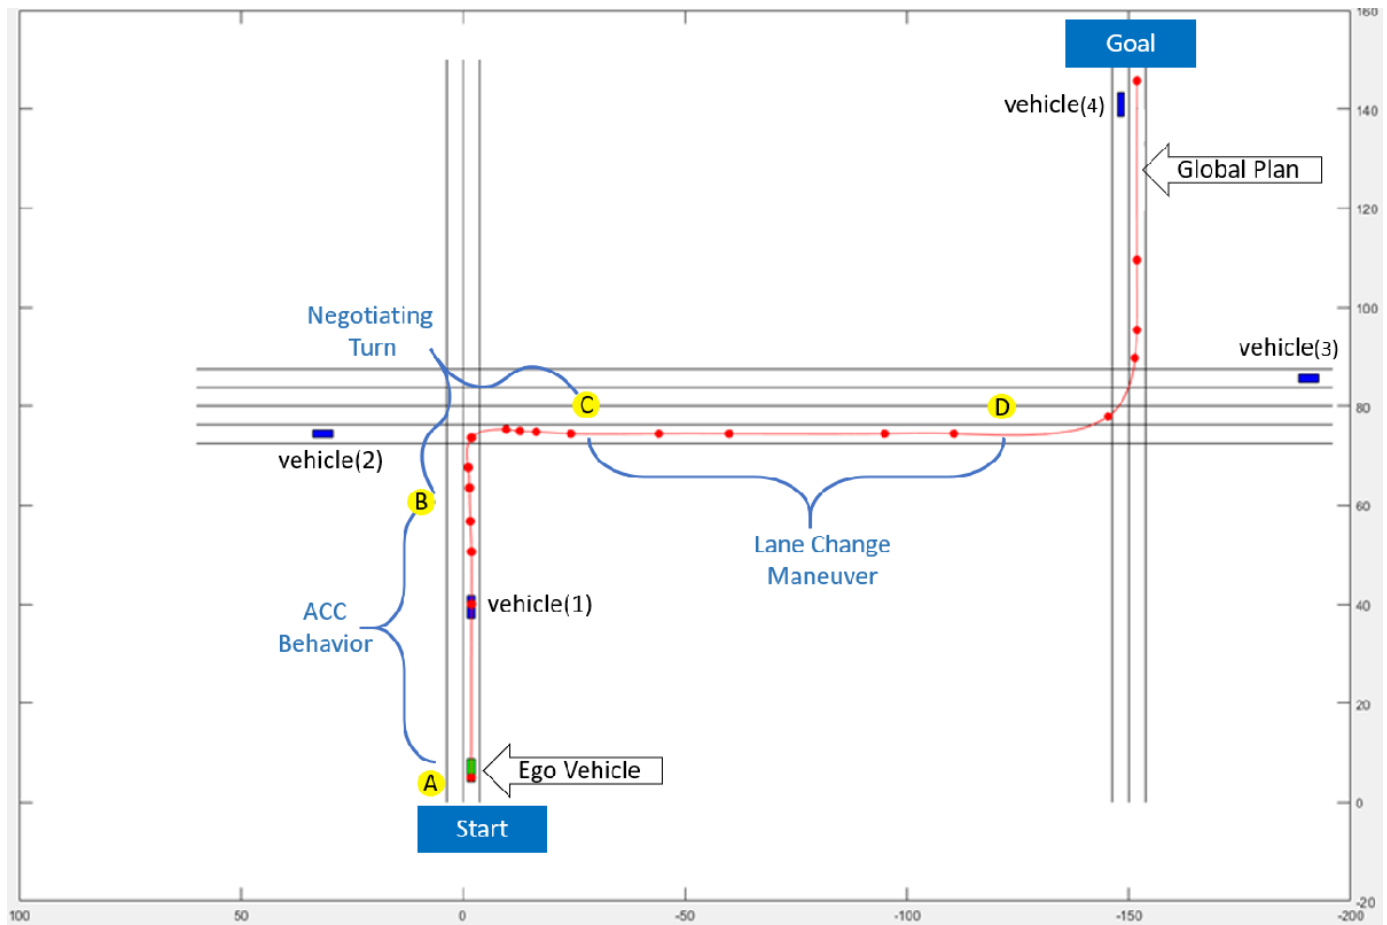 160
Goal
vehicle(4)
140
Global Plan
120
Negotiating
Turn
100
vehicle(3)
C
D
80
vehicle(2)
B
60
Lane Change
Maneuver
ACC
Behavior
vehicle(1)
40
20
Ego Vehicle
A
0
Start
-20
100
50
0
-50
-100
-150
-200